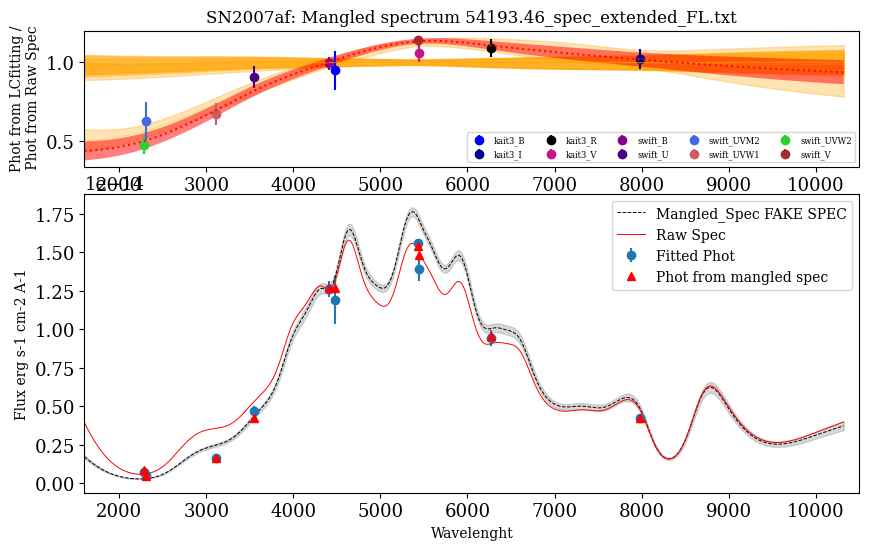 SN2007af: Mangled spectrum 54193.46_spec_extended_FL.txt
Phot from LCfitting /
Phot from Raw Spec
1.0
0.5
kait3_B kait3_R swift_B swift_UVM2 swift_UVW2
kait3_I kait3_V swift_U swift_UVW1 swift_V
2000 3000 4000 5000 6000 7000 8000 9000 10000
1e−14
Flux erg s-1 cm-2 A-1
1.75
1.50
1.25
1.00
0.75
0.50
0.25
0.00
Mangled_Spec FAKE SPEC
Raw Spec
Fitted Phot
Phot from mangled spec
2000 3000 4000 5000 6000 7000 8000 9000 10000
Wavelenght